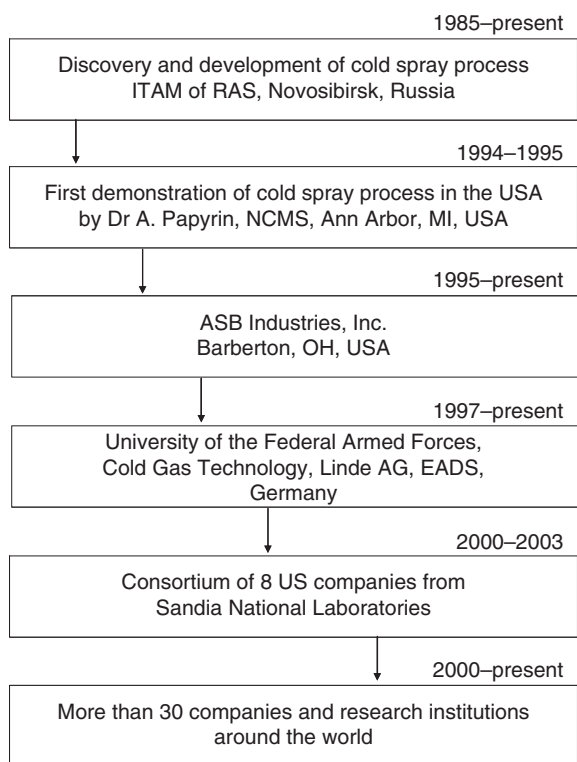 1985–present
Discovery and development of cold spray process
ITAM of RAS, Novosibirsk, Russia
1994–1995
First demonstration of cold spray process in the USA
by Dr A. Papyrin, NCMS, Ann Arbor, MI, USA
1995–present
ASB Industries, Inc.
Barberton, OH, USA
1997–present
University of the Federal Armed Forces,
Cold Gas Technology, Linde AG, EADS,
Germany
2000–2003
Consortium of 8 US companies from
Sandia National Laboratories
2000–present
More than 30 companies and research institutions
around the world